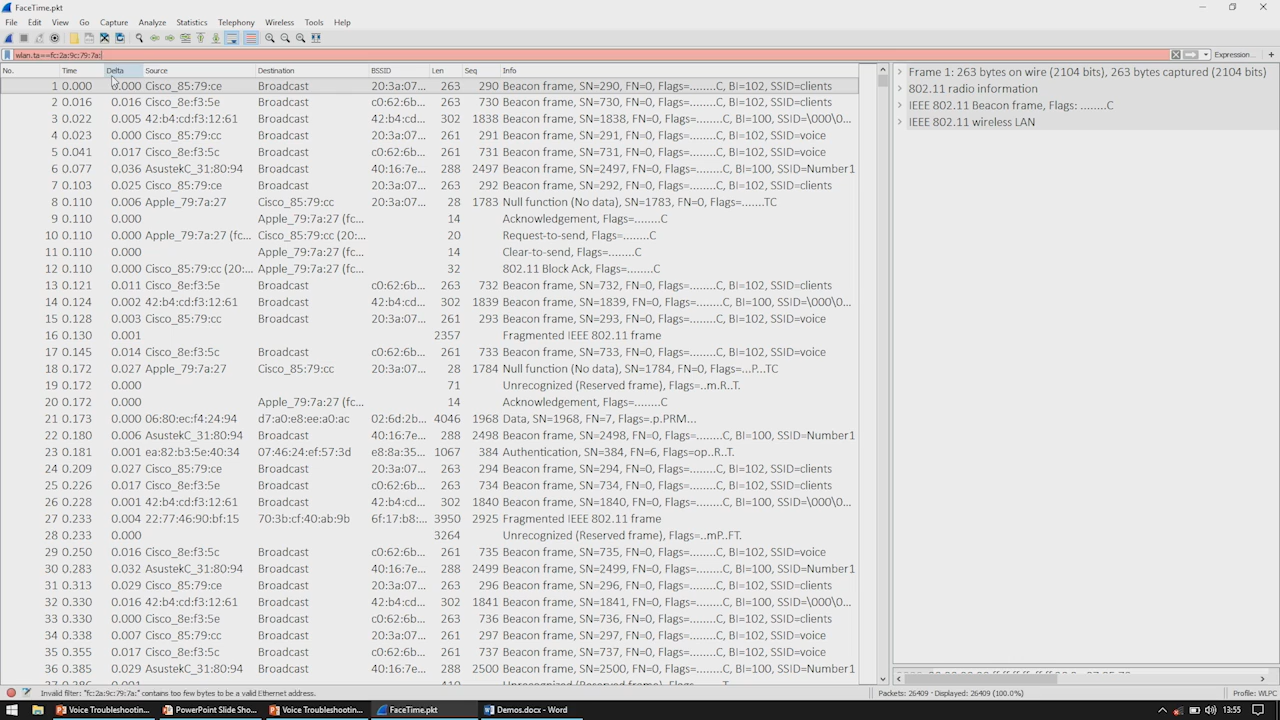 FaceTime.pkt
File Edit View Go Capture Analyze Statistics Telephony Wireless Tools Help
wlan.ta==fc:2a:9c:79:7a: Expression... +
No. Time Delta Source Destination BSSID Len Seq Info
1 0.000 0.000 Cisco_85:79:ce Broadcast 20:3a:07... 263 290 Beacon frame, SN=290, FN=0, Flags=........C, BI=102, SSID=clients
2 0.016 0.016 Cisco_8e:f3:5e Broadcast c0:62:6b... 263 730 Beacon frame, SN=730, FN=0, Flags=........C, BI=102, SSID=clients
3 0.022 0.005 42:b4:cd:f3:12:61 Broadcast 42:b4:cd... 302 1838 Beacon frame, SN=1838, FN=0, Flags=........C, BI=100, SSID=\000\0...
4 0.023 0.000 Cisco_85:79:cc Broadcast 20:3a:07... 261 291 Beacon frame, SN=291, FN=0, Flags=........C, BI=102, SSID=voice
5 0.041 0.017 Cisco_8e:f3:5c Broadcast c0:62:6b... 261 731 Beacon frame, SN=731, FN=0, Flags=........C, BI=102, SSID=voice
6 0.077 0.036 AsustekC_31:80:94 Broadcast 40:16:7e... 288 2497 Beacon frame, SN=2497, FN=0, Flags=........C, BI=100, SSID=Number1
7 0.103 0.025 Cisco_85:79:ce Broadcast 20:3a:07... 263 292 Beacon frame, SN=292, FN=0, Flags=........C, BI=102, SSID=clients
8 0.110 0.006 Apple_79:7a:27 Cisco_85:79:cc 20:3a:07... 28 1783 Null function (No data), SN=1783, FN=0, Flags=.......TC
9 0.110 0.000 Apple_79:7a:27 (fc... 14 Acknowledgement, Flags=........C
10 0.110 0.000 Apple_79:7a:27 (fc... Cisco_85:79:cc (20:... 20 Request-to-send, Flags=........C
11 0.110 0.000 Apple_79:7a:27 (fc... 14 Clear-to-send, Flags=........C
12 0.110 0.000 Cisco_85:79:cc (20:... Apple_79:7a:27 (fc... 32 802.11 Block Ack, Flags=........C
13 0.121 0.011 Cisco_8e:f3:5e Broadcast c0:62:6b... 263 732 Beacon frame, SN=732, FN=0, Flags=........C, BI=102, SSID=clients
14 0.124 0.002 42:b4:cd:f3:12:61 Broadcast 42:b4:cd... 302 1839 Beacon frame, SN=1839, FN=0, Flags=........C, BI=100, SSID=\000\0...
15 0.128 0.003 Cisco_85:79:cc Broadcast 20:3a:07... 261 293 Beacon frame, SN=293, FN=0, Flags=........C, BI=102, SSID=voice
16 0.130 0.001 2357 Fragmented IEEE 802.11 frame
17 0.145 0.014 Cisco_8e:f3:5c Broadcast c0:62:6b... 261 733 Beacon frame, SN=733, FN=0, Flags=........C, BI=102, SSID=voice
18 0.172 0.027 Apple_79:7a:27 Cisco_85:79:cc 20:3a:07... 28 1784 Null function (No data), SN=1784, FN=0, Flags=...P...TC
19 0.172 0.000 71 Unrecognized (Reserved frame), Flags=..m.R..T.
20 0.172 0.000 Apple_79:7a:27 (fc... 14 Acknowledgement, Flags=........C
21 0.173 0.000 06:80:ec:f4:24:94 d7:a0:e8:ee:a0:ac 02:6d:2b... 4046 1968 Data, SN=1968, FN=7, Flags=.p.PRM...
22 0.180 0.006 AsustekC_31:80:94 Broadcast 40:16:7e... 288 2498 Beacon frame, SN=2498, FN=0, Flags=........C, BI=100, SSID=Number1
23 0.181 0.001 ea:82:b3:5e:40:34 07:46:24:ef:57:3d e8:8a:35... 1067 384 Authentication, SN=384, FN=6, Flags=op..R..T.
24 0.209 0.027 Cisco_85:79:ce Broadcast 20:3a:07... 263 294 Beacon frame, SN=294, FN=0, Flags=........C, BI=102, SSID=clients
25 0.226 0.017 Cisco_8e:f3:5e Broadcast c0:62:6b... 263 734 Beacon frame, SN=734, FN=0, Flags=........C, BI=102, SSID=clients
26 0.228 0.001 42:b4:cd:f3:12:61 Broadcast 42:b4:cd... 302 1840 Beacon frame, SN=1840, FN=0, Flags=........C, BI=100, SSID=\000\0...
27 0.233 0.004 22:77:46:90:bf:15 70:3b:cf:40:ab:9b 6f:17:b8:... 3950 2925 Fragmented IEEE 802.11 frame
28 0.233 0.000 3264 Unrecognized (Reserved frame), Flags=..mP..FT.
29 0.250 0.016 Cisco_8e:f3:5c Broadcast c0:62:6b... 261 735 Beacon frame, SN=735, FN=0, Flags=........C, BI=102, SSID=voice
30 0.283 0.032 AsustekC_31:80:94 Broadcast 40:16:7e... 288 2499 Beacon frame, SN=2499, FN=0, Flags=........C, BI=100, SSID=Number1
31 0.313 0.029 Cisco_85:79:ce Broadcast 20:3a:07... 263 296 Beacon frame, SN=296, FN=0, Flags=........C, BI=102, SSID=clients
32 0.330 0.016 42:b4:cd:f3:12:61 Broadcast 42:b4:cd... 302 1841 Beacon frame, SN=1841, FN=0, Flags=........C, BI=100, SSID=\000\0...
33 0.330 0.000 Cisco_8e:f3:5e Broadcast c0:62:6b... 263 736 Beacon frame, SN=736, FN=0, Flags=........C, BI=102, SSID=clients
34 0.338 0.007 Cisco_85:79:cc Broadcast 20:3a:07... 261 297 Beacon frame, SN=297, FN=0, Flags=........C, BI=102, SSID=voice
35 0.355 0.017 Cisco_8e:f3:5c Broadcast c0:62:6b... 261 737 Beacon frame, SN=737, FN=0, Flags=........C, BI=102, SSID=voice
36 0.385 0.029 AsustekC_31:80:94 Broadcast 40:16:7e... 288 2500 Beacon frame, SN=2500, FN=0, Flags=........C, BI=100, SSID=Number1
Frame 1: 263 bytes on wire (2104 bits), 263 bytes captured (2104 bits)
802.11 radio information
IEEE 802.11 Beacon frame, Flags: ........C
IEEE 802.11 wireless LAN
Invalid filter: "fc:2a:9c:79:7a:" contains too few bytes to be a valid Ethernet address. Packets: 26409 · Displayed: 26409 (100.0%) Profile: WLPC
Voice Troubleshootin... PowerPoint Slide Sho... Voice Troubleshootin... FaceTime.pkt Demos.docx - Word 13:55